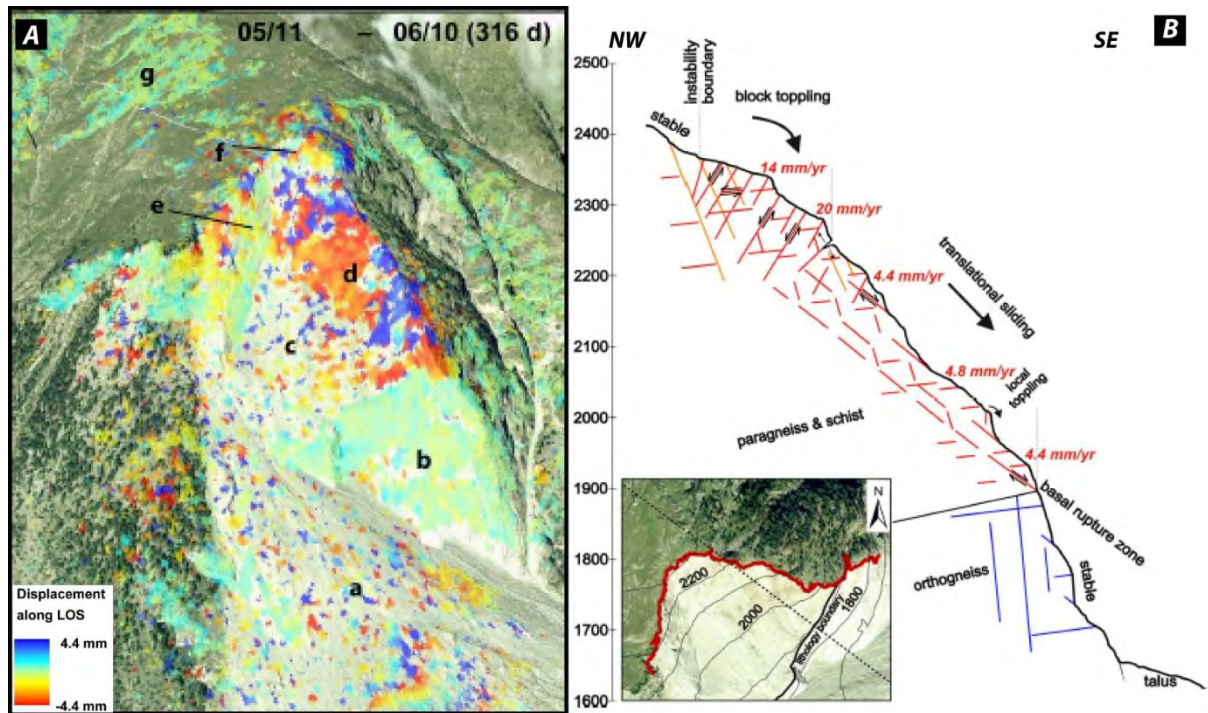 A
05/11 – 06/10 (316 d)
g
f
e
d
c
b
a
Displacement
along LOS
4.4 mm
-4.4 mm
NW
SE
B
2500
2400
2300
2200
2100
2000
1900
1800
1700
1600
stable
instability
boundary
block toppling
14 mm/yr
20 mm/yr
4.4 mm/yr
translational sliding
4.8 mm/yr
local
toppling
paragneiss & schist
4.4 mm/yr
basal rupture zone
orthogneiss
stable
talus
N
2200
2000
1800
lithology boundary